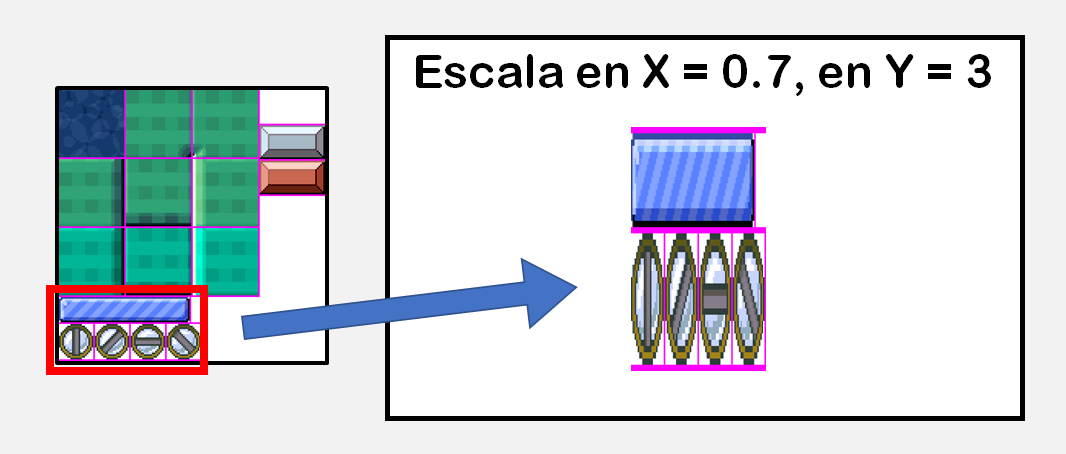 Escala en X = 0.7, en Y = 3